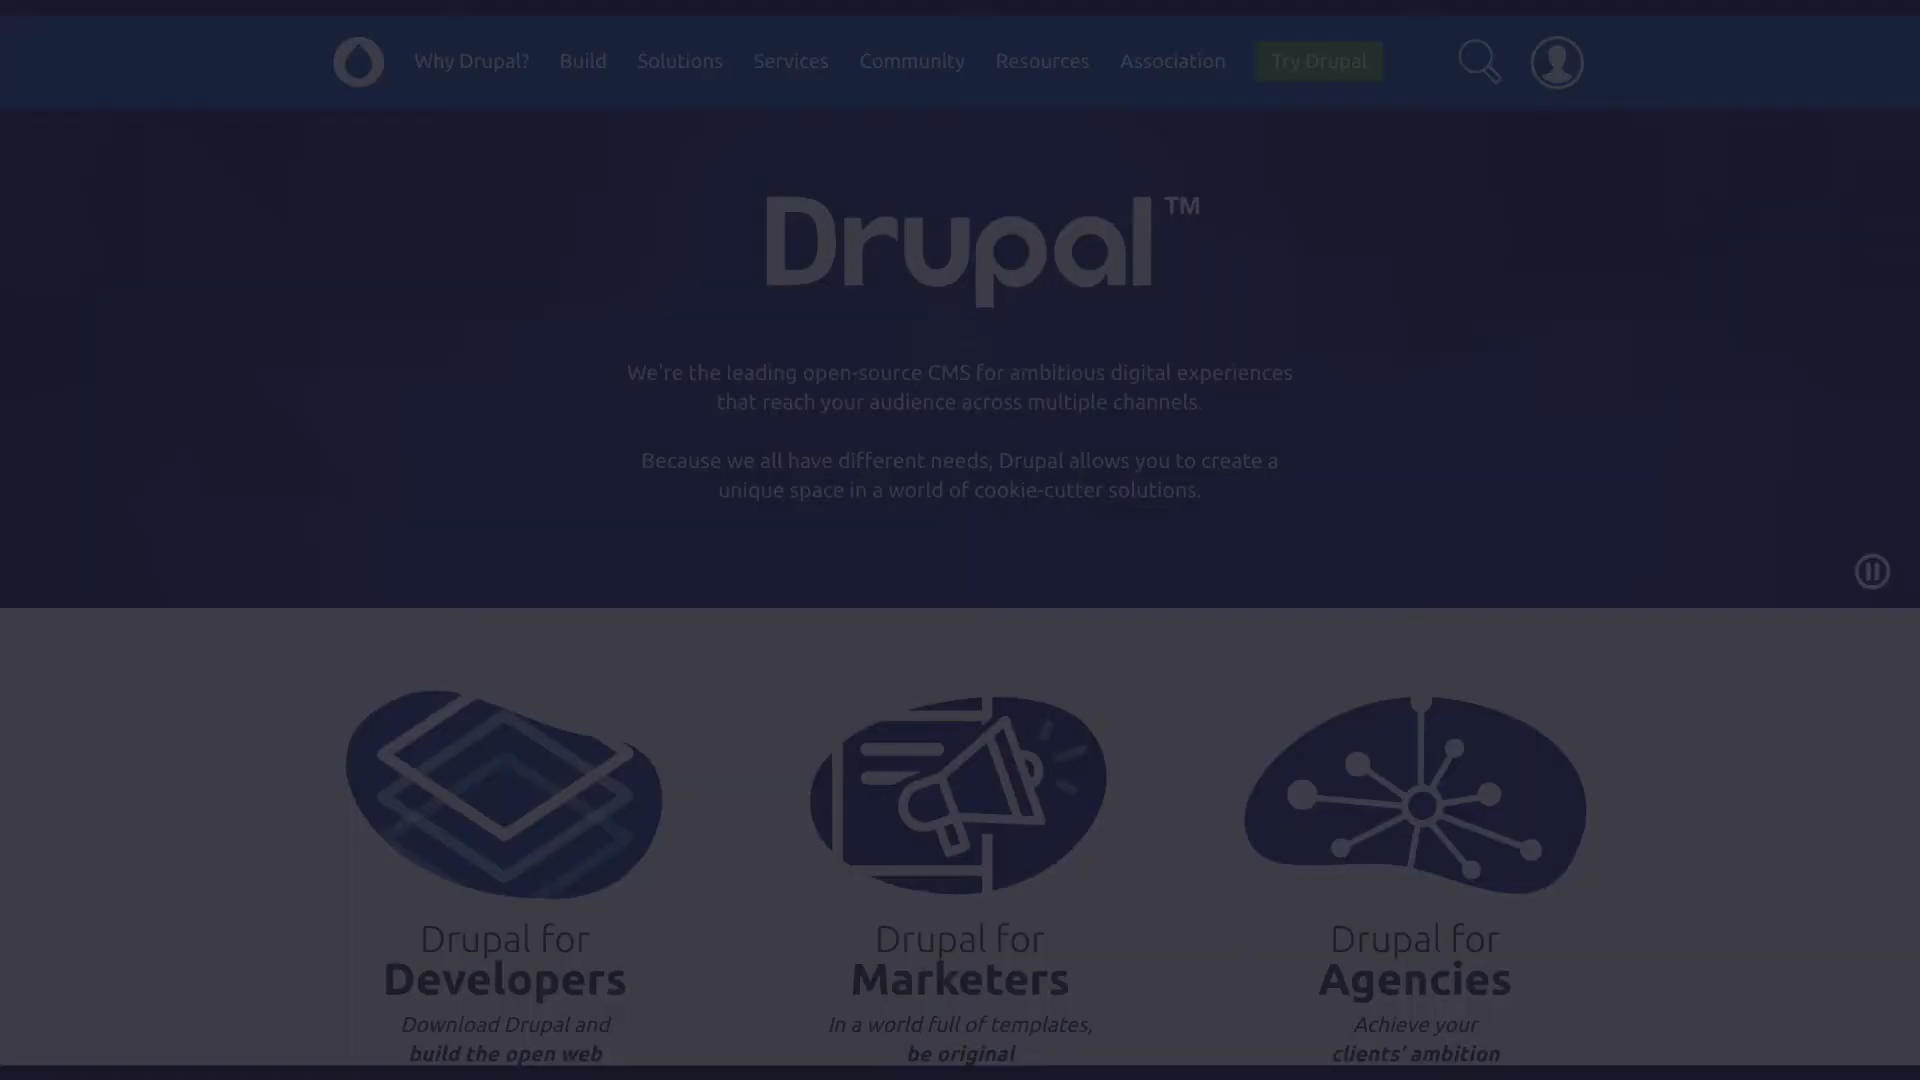 Why Drupal?
Build
Solutions
Services
Community
Resources
Association
Try Drupal
Drupal™
We're the leading open-source CMS for ambitious digital experiences
that reach your audience across multiple channels.
Because we all have different needs, Drupal allows you to create a
unique space in a world of cookie-cutter solutions.
Drupal for
Developers
Download Drupal and
build the open web
Drupal for
Marketers
In a world full of templates,
be original
Drupal for
Agencies
Achieve your
clients' ambition